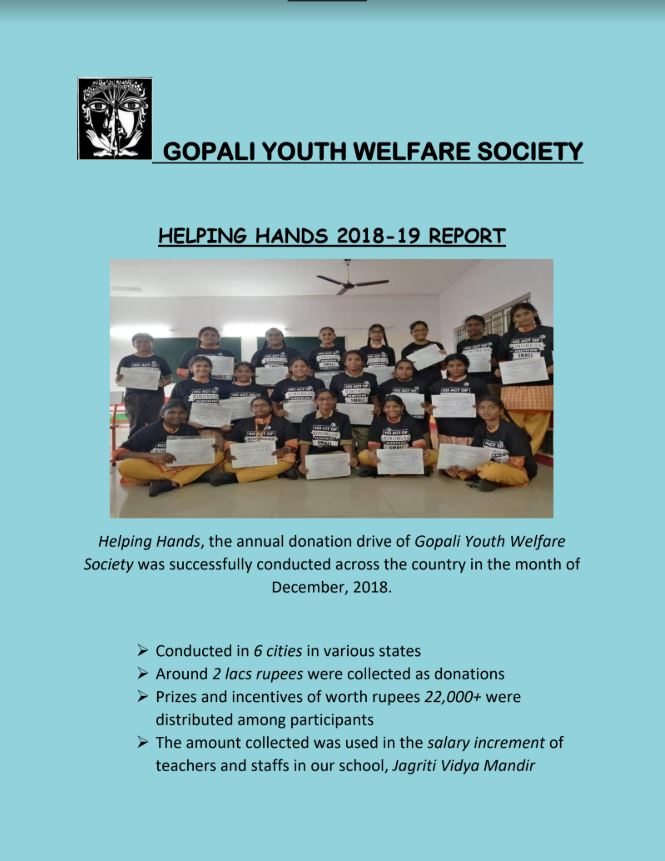 GOPALI YOUTH WELFARE SOCIETY
HELPING HANDS 2018-19 REPORT
NO ACT OF
SMALL
Helping Hands, the annual donation drive of Gopali Youth Welfare
Society was successfully conducted across the country in the month of
December, 2018.
➢ Conducted in 6 cities in various states
➢ Around 2 lacs rupees were collected as donations
➢ Prizes and incentives of worth rupees 22,000+ were
distributed among participants
➢ The amount collected was used in the salary increment of
teachers and staffs in our school, Jagriti Vidya Mandir